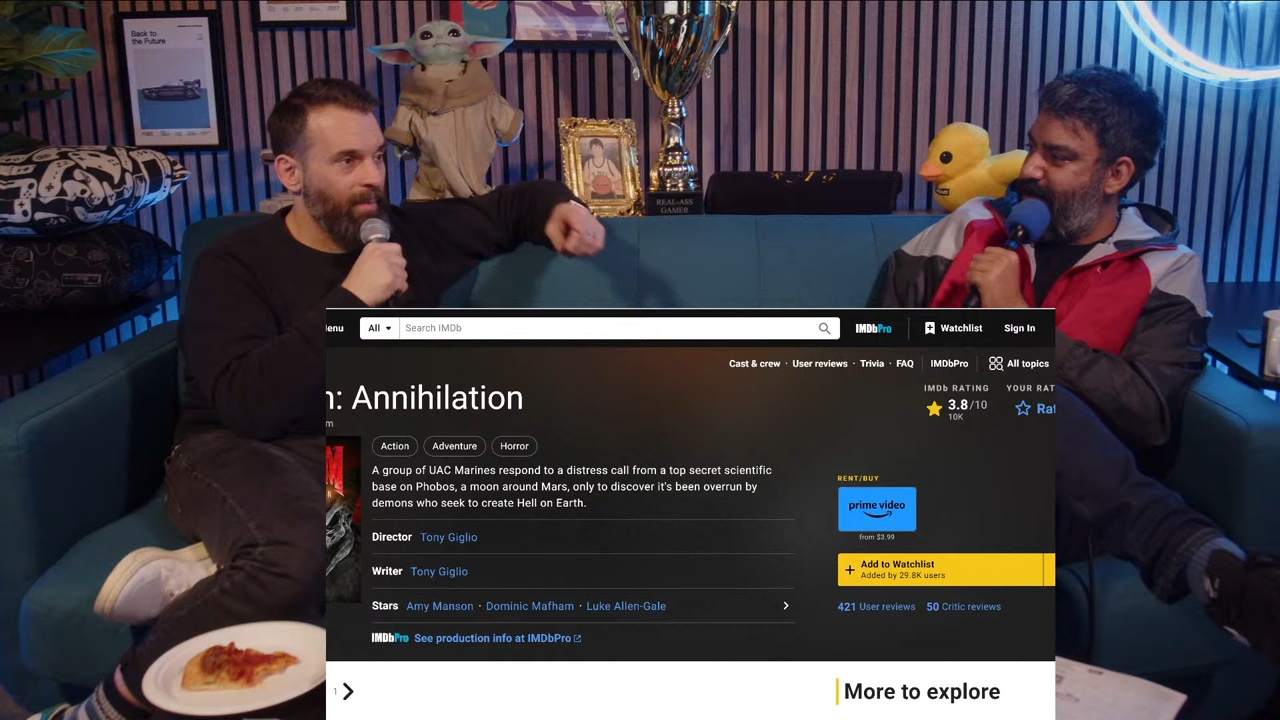 Back to
the Future
REAL-ASS
GAMER
enu
All
Search IMDb
IMDbPro
Watchlist
Sign In
Cast & crew · User reviews · Trivia · FAQ
IMDbPro
All topics
n: Annihilation
m
IMDb RATING
YOUR RAT
3.8/10
10K
Rat
Action
Adventure
Horror
A group of UAC Marines respond to a distress call from a top secret scientific
base on Phobos, a moon around Mars, only to discover it's been overrun by
demons who seek to create Hell on Earth.
RENT/BUY
prime video
from $3.99
Director Tony Giglio
Add to Watchlist
Added by 29.8K users
Writer Tony Giglio
Stars Amy Manson · Dominic Mafham · Luke Allen-Gale
421 User reviews 50 Critic reviews
IMDbPro See production info at IMDbPro
1
More to explore